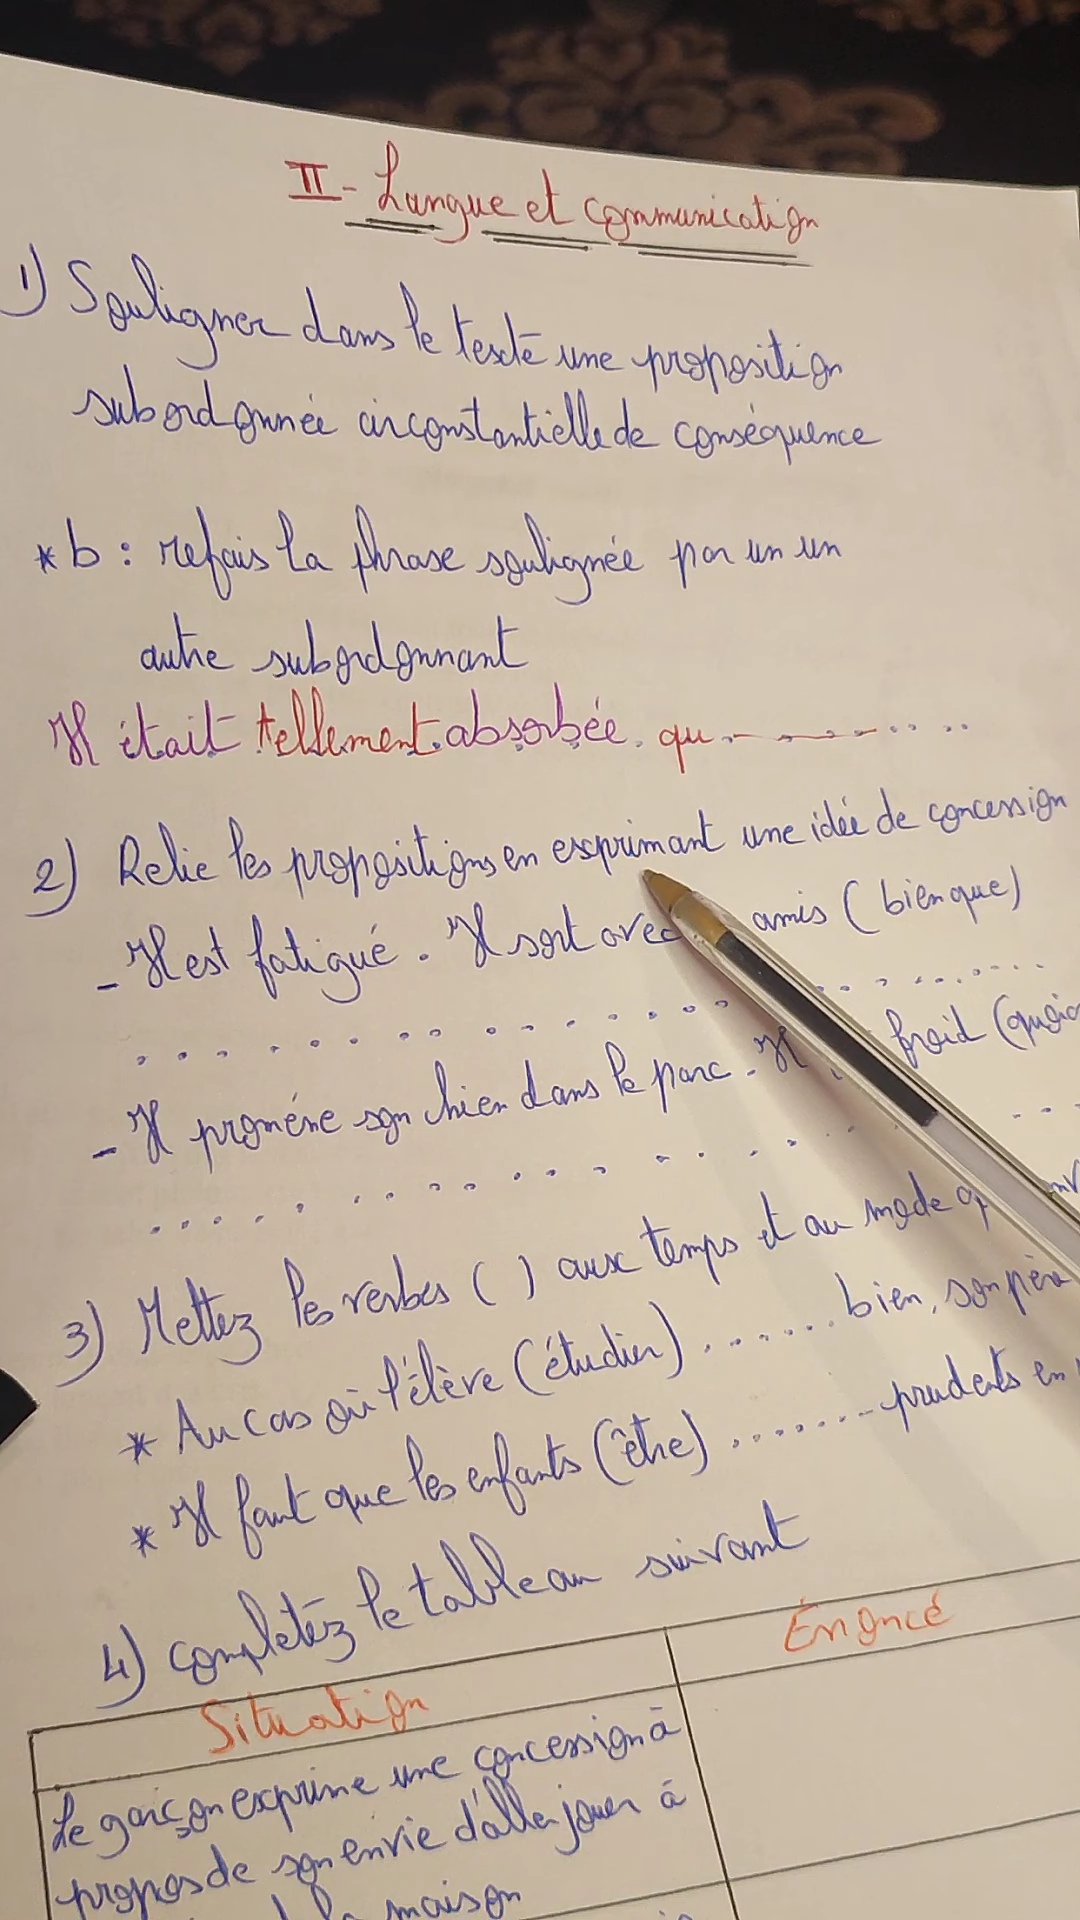 II- Langue et communication
1) Souligner dans le texte une proposition
subordonnée circonstantielle de conséquence
* b : refais la phrase soulignée par un un
autre subordonnant
Il était tellement absorbée qu...........
2) Relie les propositions en exprimant une idée de concession
- Il est fatigué. Il sort avec amis (bien que)
..............
- Il promène son chien dans le parc. Il froid
..............
3) Mettez les verbes ( ) aux temps et au mode
* Au cas où l'élève (étudier) ....... bien, son père
* Il faut que les enfants (être) ....... prudents en
4) completéz le tableau suivant
Situation
Énoncé
Le garçon exprime une concession à
propos de son envie d'aller jouer à
la maison